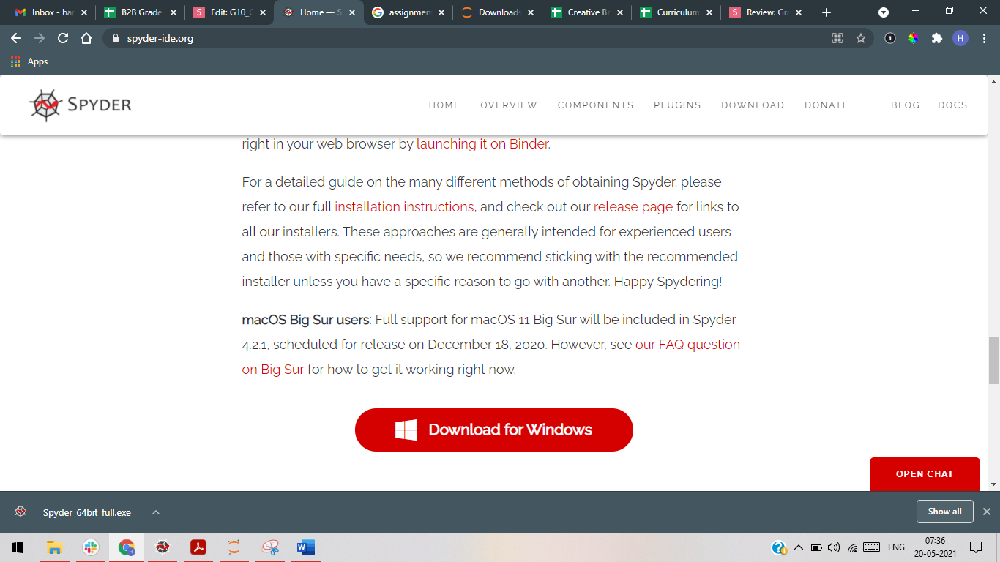 Inbox - har
B2B Grade
Edit: G10_C
Home — S
assignmen
Downloads
Creative Br
Curriculum
Review: Gra
spyder-ide.org
H
Apps
SPYDER
HOME OVERVIEW COMPONENTS PLUGINS DOWNLOAD DONATE BLOG DOCS
right in your web browser by launching it on Binder.
For a detailed guide on the many different methods of obtaining Spyder, please
refer to our full installation instructions, and check out our release page for links to
all our installers. These approaches are generally intended for experienced users
and those with specific needs, so we recommend sticking with the recommended
installer unless you have a specific reason to go with another. Happy Spydering!
macOS Big Sur users: Full support for macOS 11 Big Sur will be included in Spyder
4.2.1, scheduled for release on December 18, 2020. However, see our FAQ question
on Big Sur for how to get it working right now.
Download for Windows
OPEN CHAT
Spyder_64bit_full.exe
Show all
ENG
07:36
20-05-2021